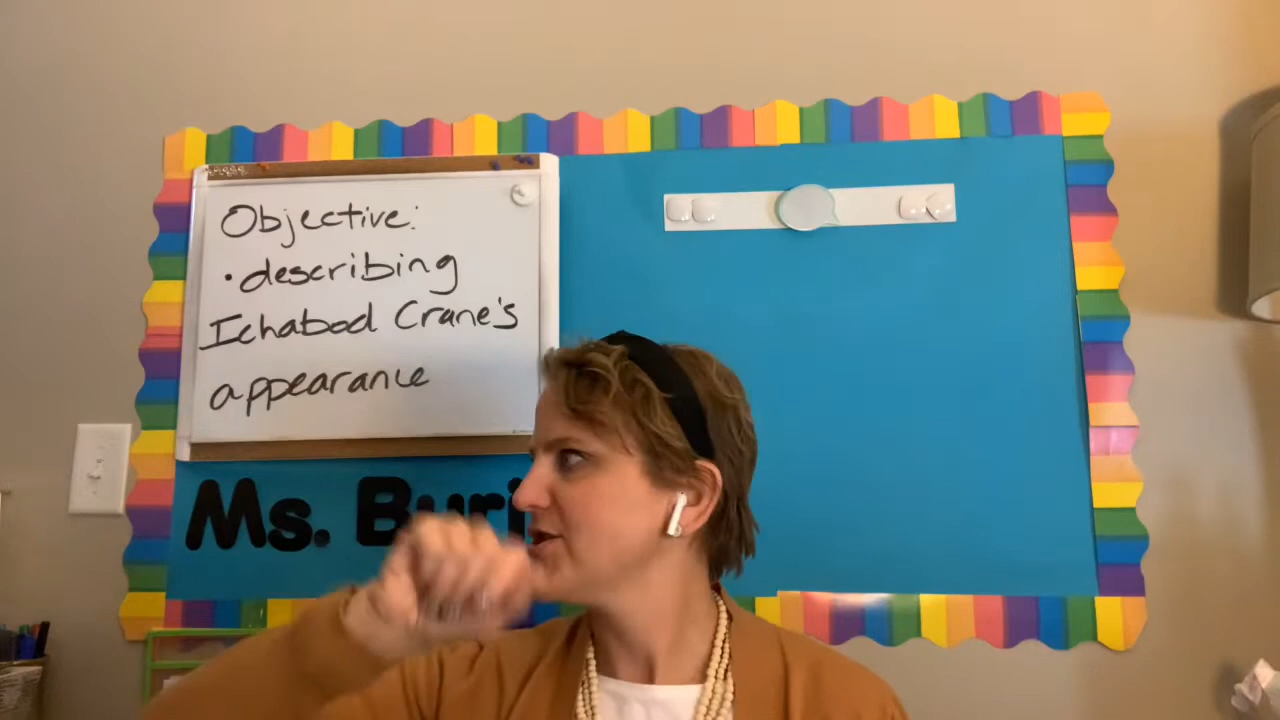 Objective:
• describing
Ichabod Crane's
appearance
Ms.